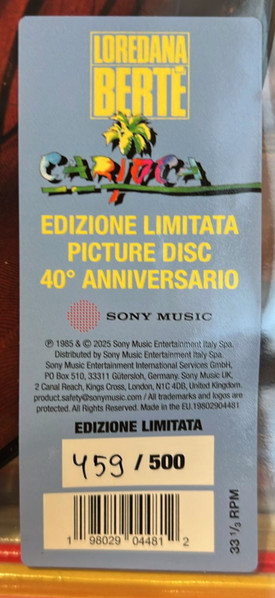 LOREDANA
BERTÈ
CARIOCA
EDIZIONE LIMITATA
PICTURE DISC
40° ANNIVERSARIO
SONY MUSIC
℗ 1985 & © 2025 Sony Music Entertainment Italy Spa.
Distributed by Sony Music Entertainment Italy Spa.
Sony Music Entertainment International Services GmbH,
PO Box 510, 33311 Gütersloh, Germany. Sony Music UK,
2 Canal Reach, Kings Cross, London, N1C 4DB, United Kingdom.
product.safety@sonymusic.com / All trademarks and logos are
protected. All Rights Reserved. Made in the EU.19802904481
EDIZIONE LIMITATA
459 / 500
1 98029 04481 2
33 1/3 RPM